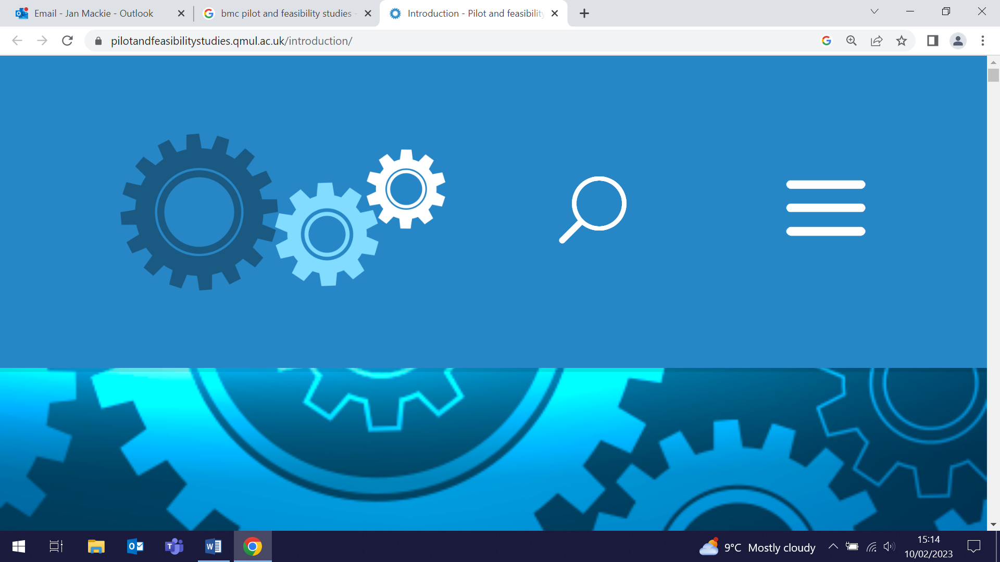 Email - Jan Mackie - Outlook
bmc pilot and feasibility studies -
Introduction - Pilot and feasibility
pilotandfeasibilitystudies.qmul.ac.uk/introduction/
9°C Mostly cloudy
15:14
10/02/2023